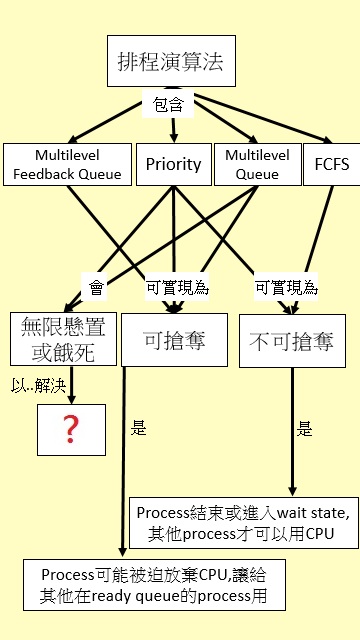 排程演算法
包含
Multilevel
Feedback Queue
Priority
Multilevel
Queue
FCFS
會
可實現為
可實現為
無限懸置
或餓死
可搶奪
不可搶奪
以..解決
?
是
是
Process結束或進入wait state,
其他process才可以用CPU
Process可能被迫放棄CPU,讓給
其他在ready queue的process用